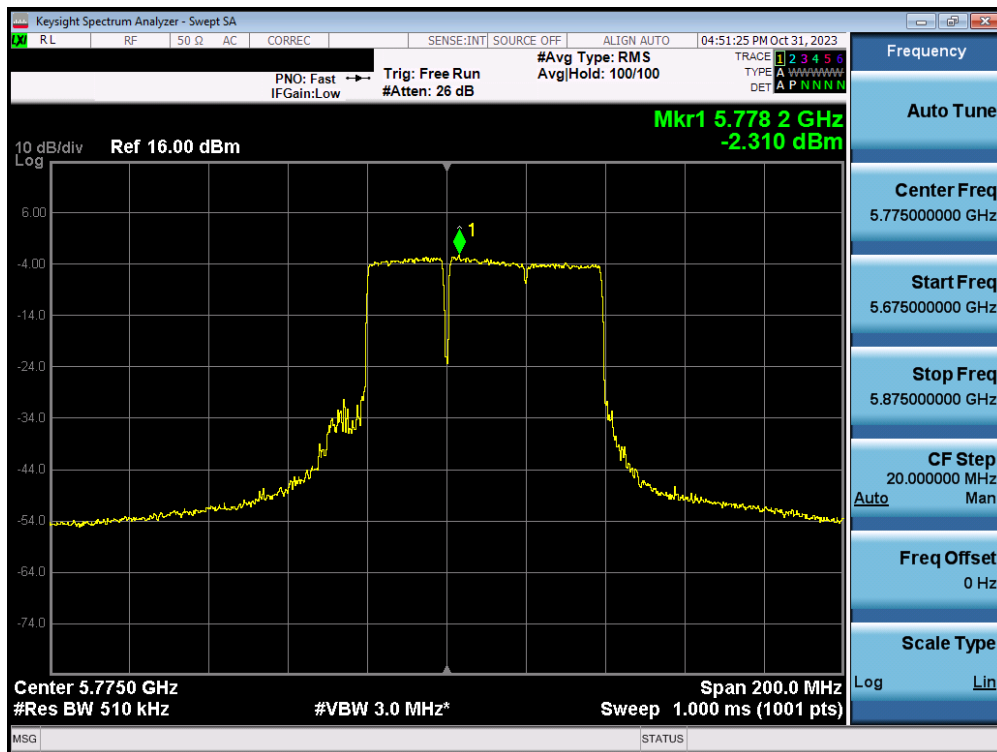 Keysight Spectrum Analyzer - Swept SA
LXI RL RF 50 Ω AC CORREC SENSE:INT SOURCE OFF ALIGN AUTO 04:51:25 PM Oct 31, 2023
PNO: Fast
IFGain:Low
Trig: Free Run
#Atten: 26 dB
#Avg Type: RMS
Avg|Hold: 100/100
TRACE 1 2 3 4 5 6
TYPE A WWWWW
DET A P N N N N
Mkr1 5.778 2 GHz
-2.310 dBm
10 dB/div Ref 16.00 dBm
Log
1
6.00
-4.00
-14.0
-24.0
-34.0
-44.0
-54.0
-64.0
-74.0
Center 5.7750 GHz Span 200.0 MHz
#Res BW 510 kHz #VBW 3.0 MHz* Sweep 1.000 ms (1001 pts)
MSG STATUS
Frequency
Auto Tune
Center Freq
5.775000000 GHz
Start Freq
5.675000000 GHz
Stop Freq
5.875000000 GHz
CF Step
20.000000 MHz
Auto Man
Freq Offset
0 Hz
Scale Type
Log Lin